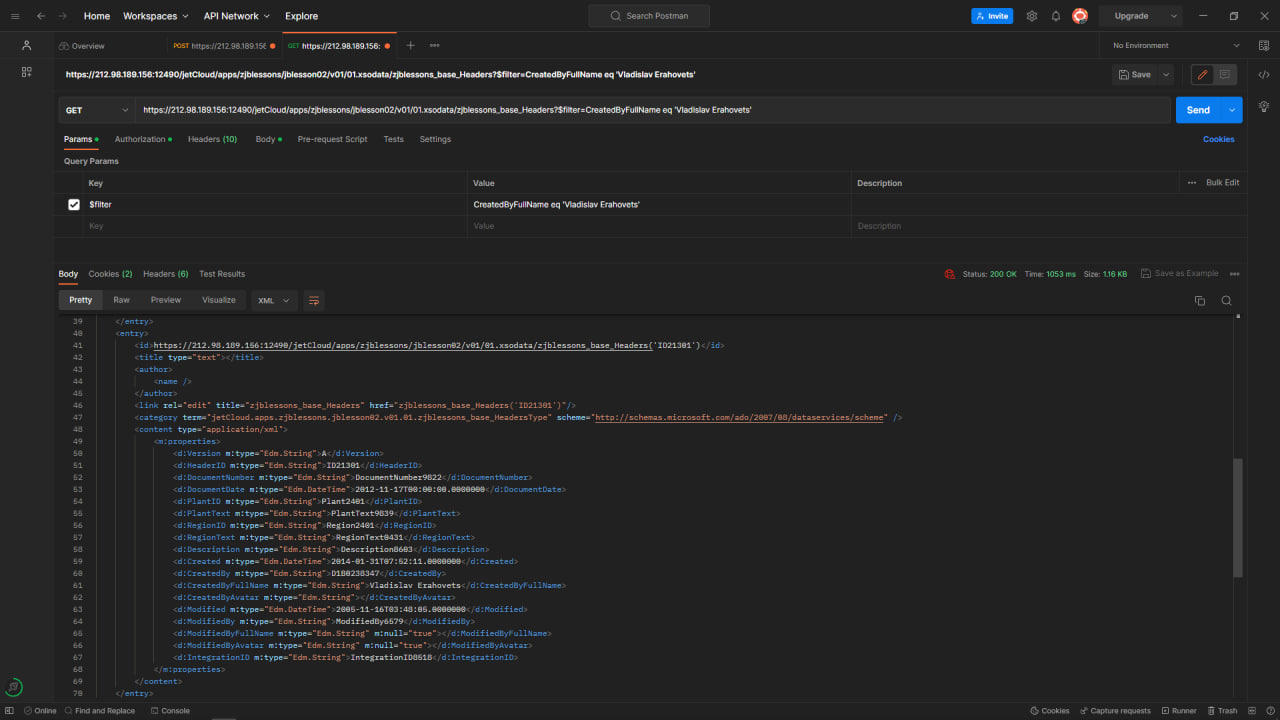 Home Workspaces API Network Explore Search Postman Invite Upgrade
Overview POST https://212.98.189.156 GET https://212.98.189.156: No Environment
https://212.98.189.156:12490/jetCloud/apps/zjblessons/jblesson02/v01/01.xsodata/zjblessons_base_Headers?$filter=CreatedByFullName eq 'Vladislav Erahovets' Save
GET https://212.98.189.156:12490/jetCloud/apps/zjblessons/jblesson02/v01/01.xsodata/zjblessons_base_Headers?$filter=CreatedByFullName eq 'Vladislav Erahovets' Send
Params Authorization Headers (10) Body Pre-request Script Tests Settings Cookies
Query Params
Key Value Description Bulk Edit
$filter CreatedByFullName eq 'Vladislav Erahovets'
Key Value Description
Body Cookies (2) Headers (6) Test Results Status: 200 OK Time: 1053 ms Size: 1.16 KB Save as Example
Pretty Raw Preview Visualize XML
39 </entry>
40 <entry>
41 <id>https://212.98.189.156:12490/jetCloud/apps/zjblessons/jblesson02/v01/01.xsodata/zjblessons_base_Headers('ID21301')</id>
42 <title type="text"></title>
43 <author>
44 <name />
45 </author>
46 <link rel="edit" title="zjblessons_base_Headers" href="zjblessons_base_Headers('ID21301')"/>
47 <category term="jetCloud.apps.zjblessons.jblesson02.v01.01.zjblessons_base_HeadersType" scheme="http://schemas.microsoft.com/ado/2007/08/dataservices/scheme" />
48 <content type="application/xml">
49 <m:properties>
50 <d:Version m:type="Edm.String">A</d:Version>
51 <d:HeaderID m:type="Edm.String">ID21301</d:HeaderID>
52 <d:DocumentNumber m:type="Edm.String">DocumentNumber9822</d:DocumentNumber>
53 <d:DocumentDate m:type="Edm.DateTime">2012-11-17T00:00:00.0000000</d:DocumentDate>
54 <d:PlantID m:type="Edm.String">Plant2401</d:PlantID>
55 <d:PlantText m:type="Edm.String">PlantText9839</d:PlantText>
56 <d:RegionID m:type="Edm.String">Region2401</d:RegionID>
57 <d:RegionText m:type="Edm.String">RegionText0431</d:RegionText>
58 <d:Description m:type="Edm.String">Description8603</d:Description>
59 <d:Created m:type="Edm.DateTime">2014-01-31T07:52:11.0000000</d:Created>
60 <d:CreatedBy m:type="Edm.String">D180238347</d:CreatedBy>
61 <d:CreatedByFullName m:type="Edm.String">Vladislav Erahovets</d:CreatedByFullName>
62 <d:CreatedByAvatar m:type="Edm.String"></d:CreatedByAvatar>
63 <d:Modified m:type="Edm.DateTime">2005-11-16T03:48:05.0000000</d:Modified>
64 <d:ModifiedBy m:type="Edm.String">ModifiedBy6579</d:ModifiedBy>
65 <d:ModifiedByFullName m:type="Edm.String" m:null="true"></d:ModifiedByFullName>
66 <d:ModifiedByAvatar m:type="Edm.String" m:null="true"></d:ModifiedByAvatar>
67 <d:IntegrationID m:type="Edm.String">IntegrationID8518</d:IntegrationID>
68 </m:properties>
69 </content>
70 </entry>
Online Find and Replace Console Cookies Capture requests Runner Trash